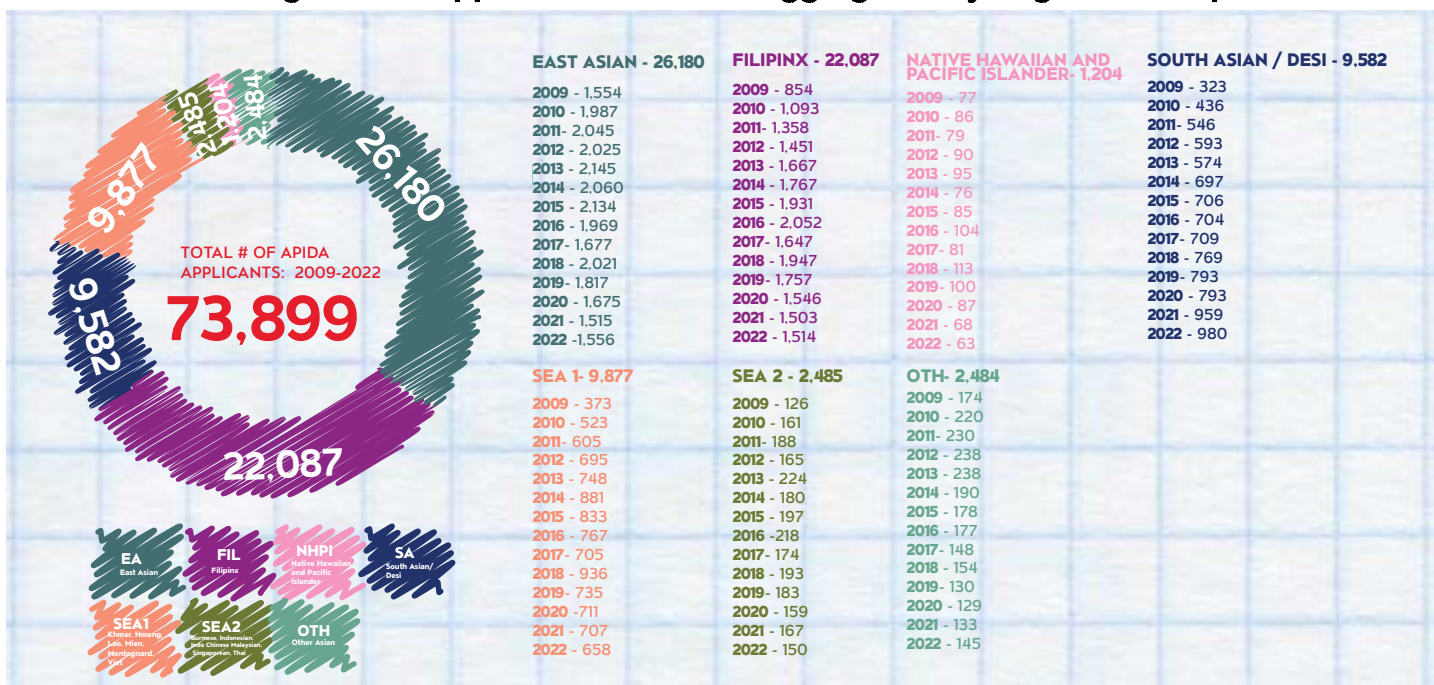 26,180
22,087
9,582
9,877
2,485
1,204
2,484
TOTAL # OF APIDA
APPLICANTS: 2009-2022
73,899
EA
East Asian
FIL
Filipinx
NHPI
Native Hawaiian
and Pacific
Islander
SA
South Asian/
Desi
SEA1
Khmer, Hmong,
Lao, Mien,
Montagnard,
Viet
SEA2
Burmese, Indonesian,
Indo Chinese Malaysian,
Singaporean, Thai
OTH
Other Asian
EAST ASIAN - 26,180
2009 - 1,554
2010 - 1,987
2011- 2,045
2012 - 2,025
2013 - 2,145
2014 - 2,060
2015 - 2,134
2016 - 1,969
2017- 1,677
2018 - 2,021
2019- 1,817
2020 - 1,675
2021 - 1,515
2022 -1,556
FILIPINX - 22,087
2009 - 854
2010 - 1,093
2011- 1,358
2012 - 1,451
2013 - 1,667
2014 - 1,767
2015 - 1,931
2016 - 2,052
2017- 1,647
2018 - 1,947
2019- 1,757
2020 - 1,546
2021 - 1,503
2022 - 1,514
NATIVE HAWAIIAN AND
PACIFIC ISLANDER- 1,204
2009 - 77
2010 - 86
2011- 79
2012 - 90
2013 - 95
2014 - 76
2015 - 85
2016 - 104
2017- 81
2018 - 113
2019- 100
2020 - 87
2021 - 68
2022 - 63
SOUTH ASIAN / DESI - 9,582
2009 - 323
2010 - 436
2011- 546
2012 - 593
2013 - 574
2014 - 697
2015 - 706
2016 - 704
2017- 709
2018 - 769
2019- 793
2020 - 793
2021 - 959
2022 - 980
SEA 1- 9,877
2009 - 373
2010 - 523
2011- 605
2012 - 695
2013 - 748
2014 - 881
2015 - 833
2016 - 767
2017- 705
2018 - 936
2019- 735
2020 -711
2021 - 707
2022 - 658
SEA 2 - 2,485
2009 - 126
2010 - 161
2011- 188
2012 - 165
2013 - 224
2014 - 180
2015 - 197
2016 -218
2017- 174
2018 - 193
2019- 183
2020 - 159
2021 - 167
2022 - 150
OTH- 2,484
2009 - 174
2010 - 220
2011- 230
2012 - 238
2013 - 238
2014 - 190
2015 - 178
2016 - 177
2017- 148
2018 - 154
2019- 130
2020 - 129
2021 - 133
2022 - 145